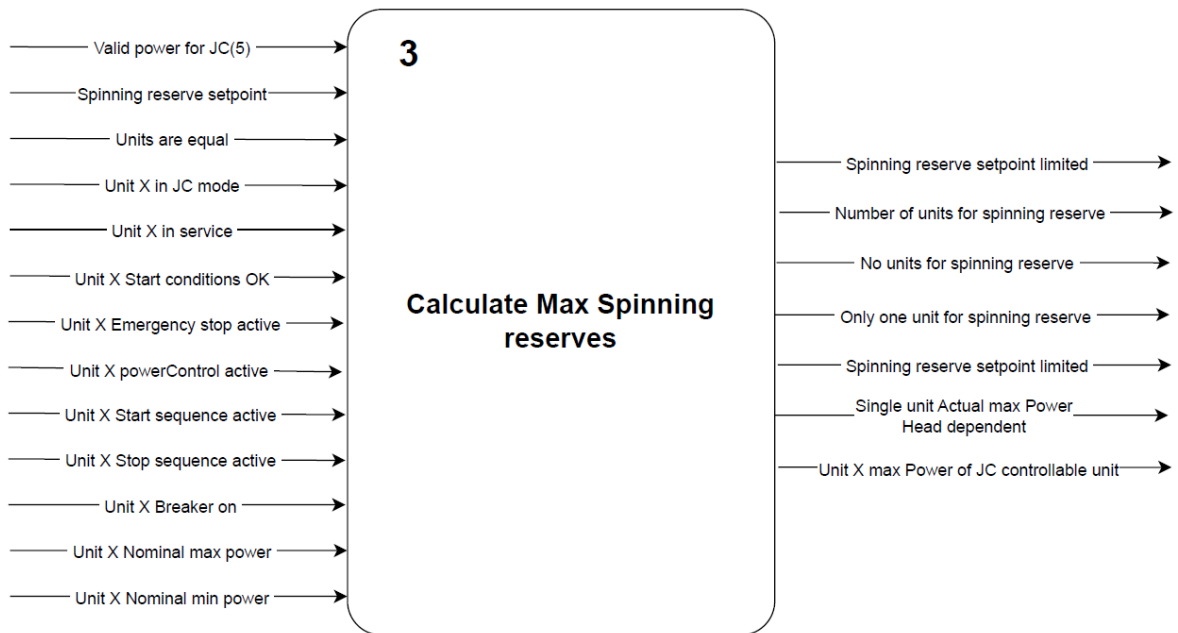 Valid power for JC(5)
Spinning reserve setpoint
Units are equal
Unit X in JC mode
Unit X in service
Unit X Start conditions OK
Unit X Emergency stop active
Unit X powerControl active
Unit X Start sequence active
Unit X Stop sequence active
Unit X Breaker on
Unit X Nominal max power
Unit X Nominal min power
3
Calculate Max Spinning
reserves
Spinning reserve setpoint limited
Number of units for spinning reserve
No units for spinning reserve
Only one unit for spinning reserve
Spinning reserve setpoint limited
Single unit Actual max Power
Head dependent
Unit X max Power of JC controllable unit